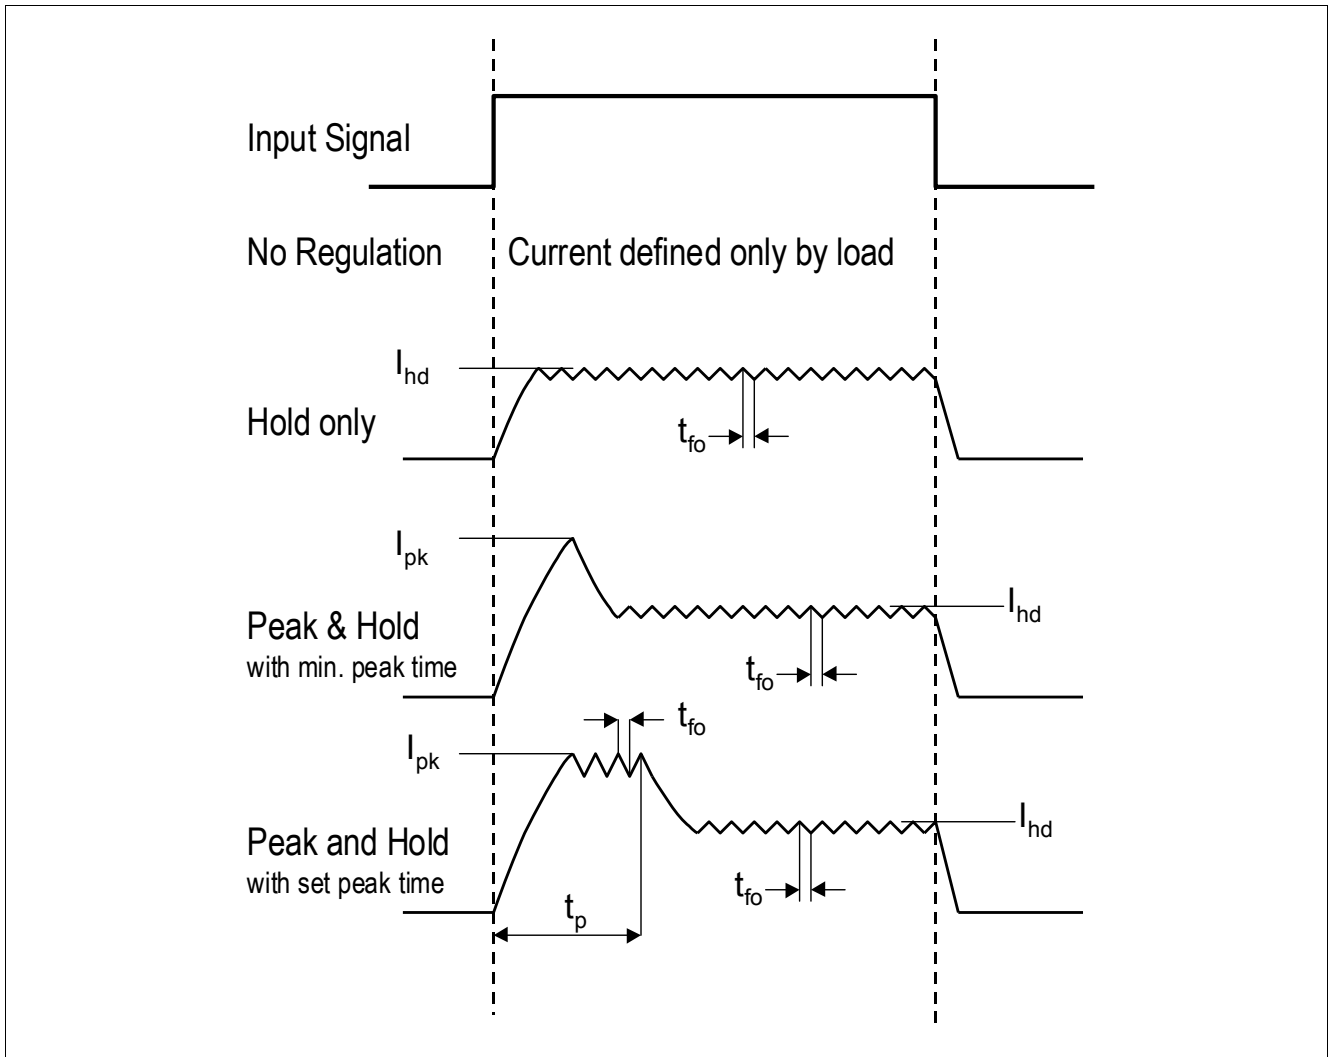 Input Signal
No Regulation
Current defined only by load
Ihd
tfo
Hold only
Ipk
Ihd
Peak & Hold
with min. peak time
tfo
tfo
Ipk
Ihd
Peak and Hold
with set peak time
tfo
tp